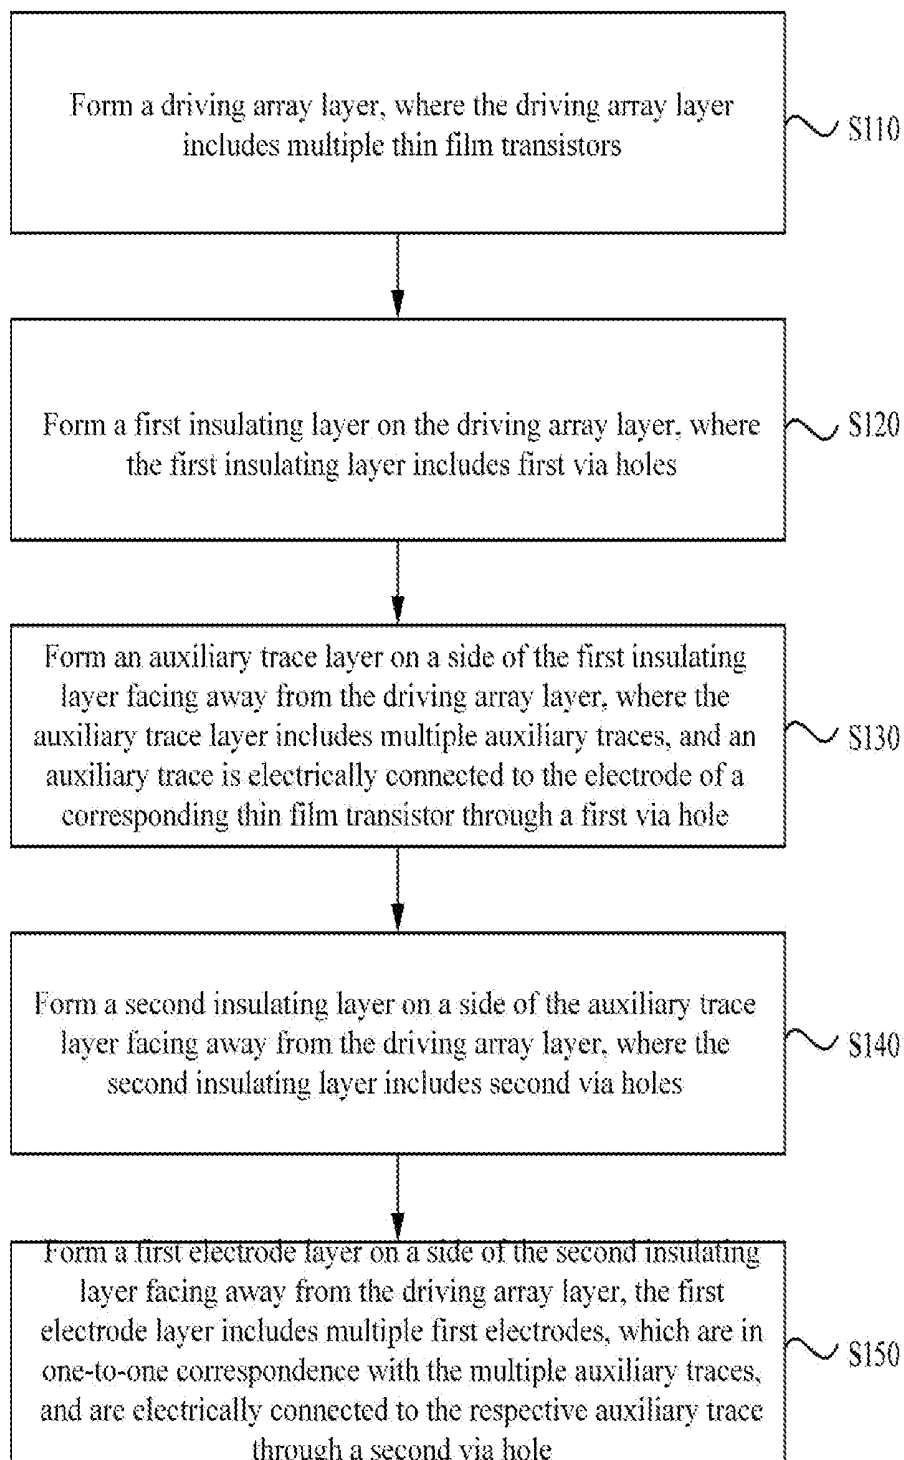 Form a driving array layer, where the driving array layer
includes multiple thin film transistors
S110
Form a first insulating layer on the driving array layer, where
the first insulating layer includes first via holes
S120
Form an auxiliary trace layer on a side of the first insulating
layer facing away from the driving array layer, where the
auxiliary trace layer includes multiple auxiliary traces, and an
auxiliary trace is electrically connected to the electrode of a
corresponding thin film transistor through a first via hole
S130
Form a second insulating layer on a side of the auxiliary trace
layer facing away from the driving array layer, where the
second insulating layer includes second via holes
S140
Form a first electrode layer on a side of the second insulating
layer facing away from the driving array layer, the first
electrode layer includes multiple first electrodes, which are in
one-to-one correspondence with the multiple auxiliary traces,
and are electrically connected to the respective auxiliary trace
through a second via hole
S150